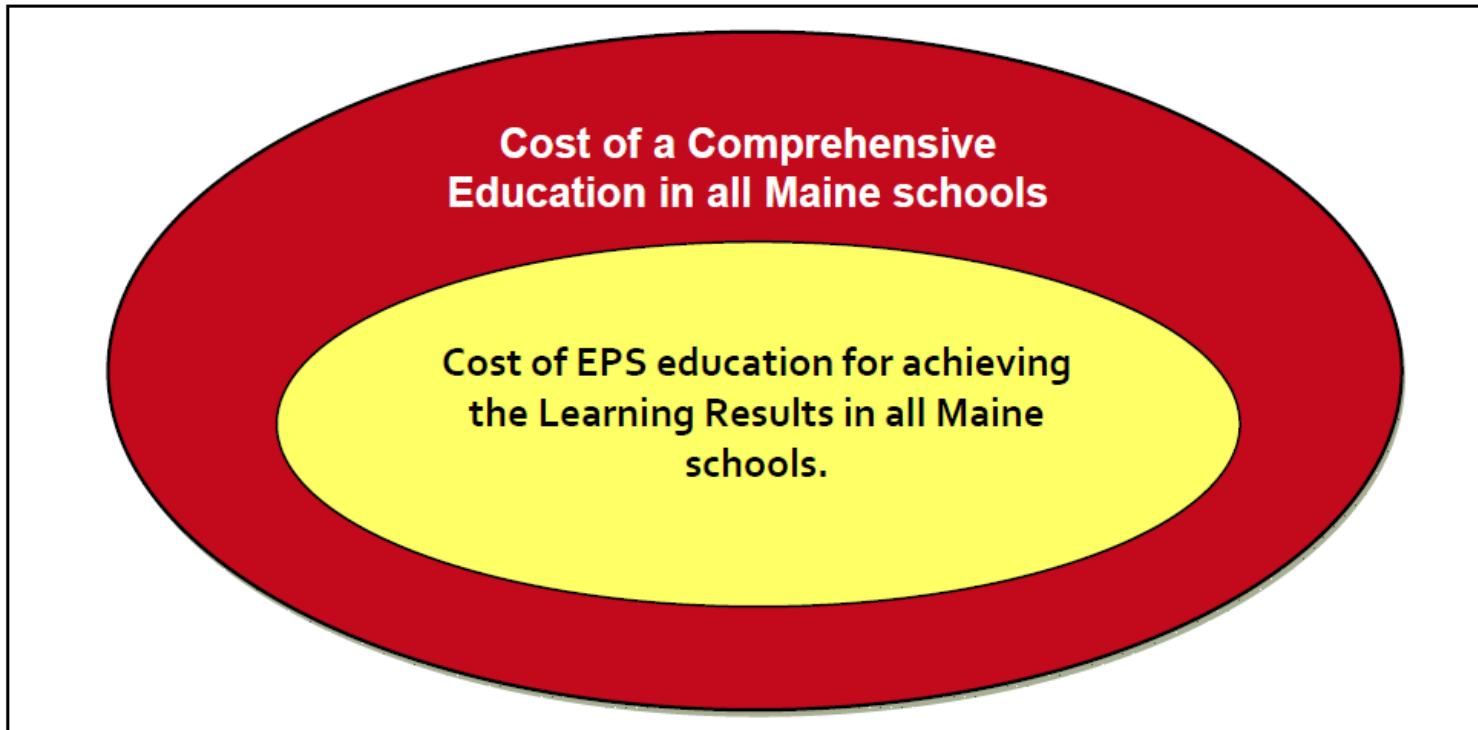 Cost of a Comprehensive
Education in all Maine schools
Cost of EPS education for achieving
the Learning Results in all Maine
schools.